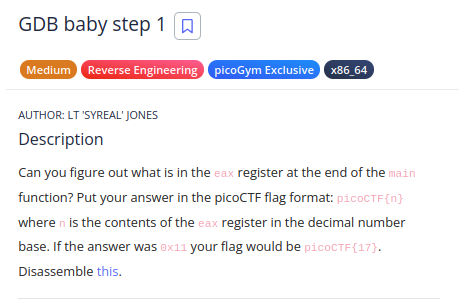 GDB baby step 1
Medium Reverse Engineering picoGym Exclusive x86_64
AUTHOR: LT 'SYREAL' JONES
Description
Can you figure out what is in the eax register at the end of the main
function? Put your answer in the picoCTF flag format: picoCTF{n}
where n is the contents of the eax register in the decimal number
base. If the answer was 0x11 your flag would be picoCTF{17}.
Disassemble this.